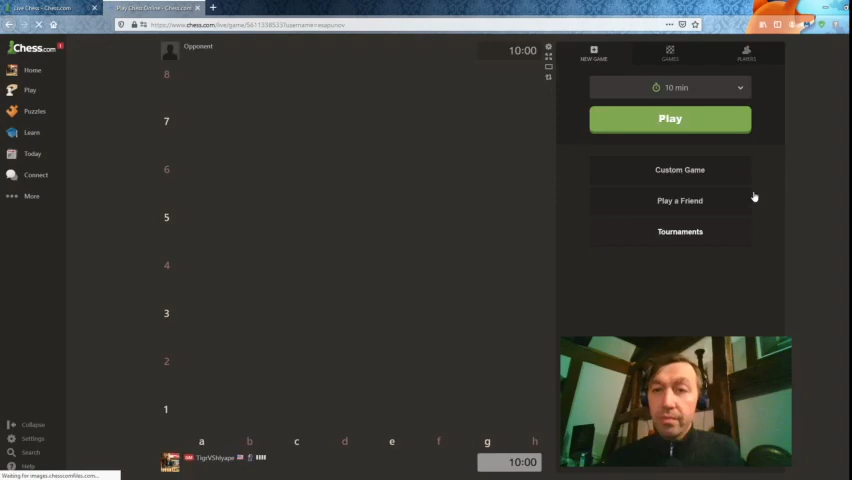 Live Chess - Chess.com
Play Chess Online - Chess.com
https://www.chess.com/live/game/5611358533?username=esapunov
Chess.com
Home
Play
Puzzles
Learn
Today
Connect
More
Collapse
Settings
Search
Help
Opponent
10:00
8
7
6
5
4
3
2
1
a b c d e f g h
TigrVShlyape
10:00
NEW GAME
GAMES
PLAYERS
10 min
Play
Custom Game
Play a Friend
Tournaments
Waiting for images.chesscomfiles.com...